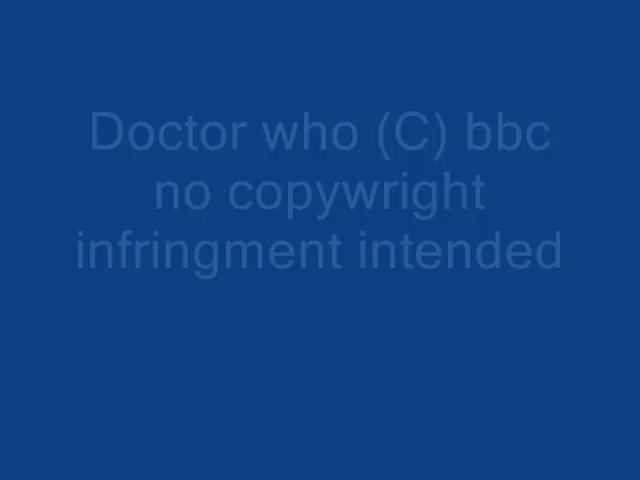 Doctor who (C) bbc
no copywright
infringment intended